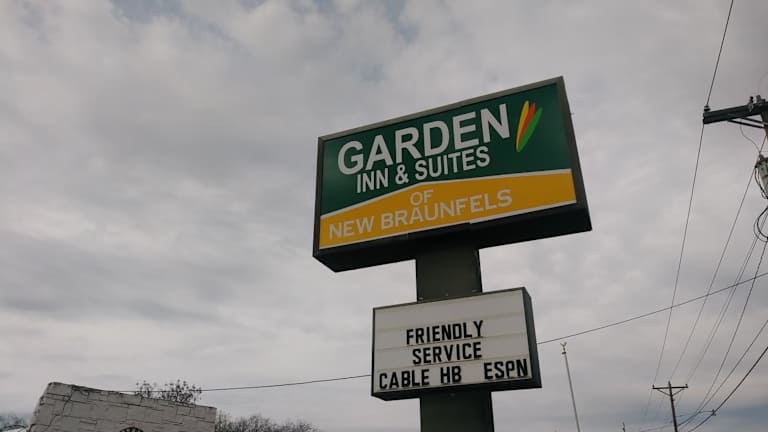 GARDEN
INN & SUITES
OF
NEW BRAUNFELS
FRIENDLY
SERVICE
CABLE HB ESPN